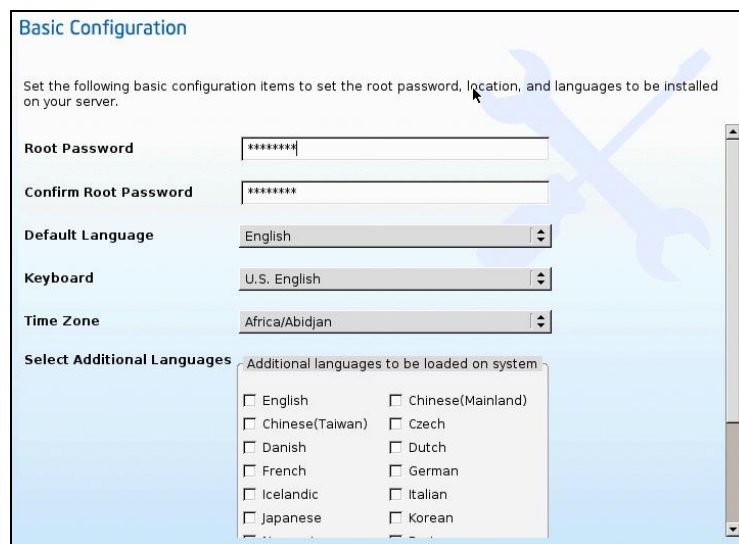 Basic Configuration
Set the following basic configuration items to set the root password, location, and languages to be installed
on your server.
Root Password ********
Confirm Root Password ********
Default Language English
Keyboard U.S. English
Time Zone Africa/Abidjan
Select Additional Languages Additional languages to be loaded on system
English Chinese(Mainland)
Chinese(Taiwan) Czech
Danish Dutch
French German
Icelandic Italian
Japanese Korean